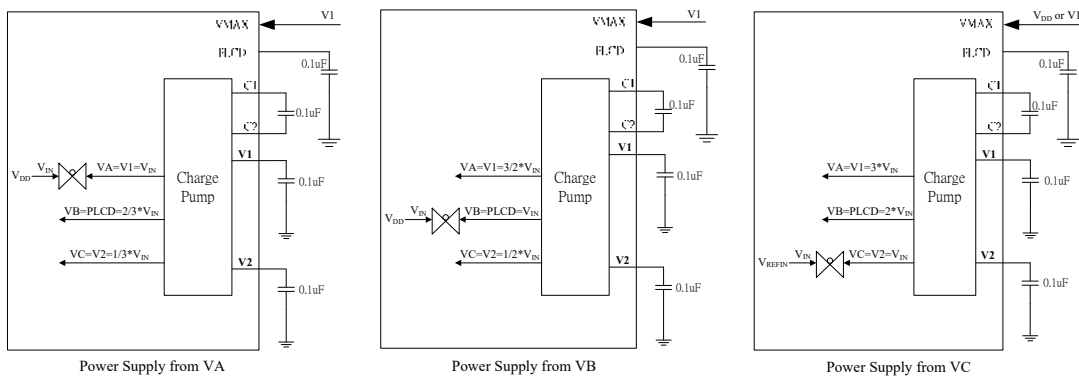 V1
VMAX
PLCD
0.1uF
C1
0.1uF
C2
V1
VDD
VIN
VA=V1=VIN
Charge
Pump
0.1uF
VB=PLCD=2/3*VIN
VC=V2=1/3*VIN
V2
0.1uF
Power Supply from VA
V1
VMAX
PLCD
0.1uF
C1
0.1uF
C2
V1
VA=V1=3/2*VIN
Charge
Pump
0.1uF
VDD
VIN
VB=PLCD=VIN
VC=V2=1/2*VIN
V2
0.1uF
Power Supply from VB
VDD or V1
VMAX
PLCD
0.1uF
C1
0.1uF
C2
V1
VA=V1=3*VIN
Charge
Pump
0.1uF
VB=PLCD=2*VIN
VREFIN
VIN
VC=V2=VIN
V2
0.1uF
Power Supply from VC